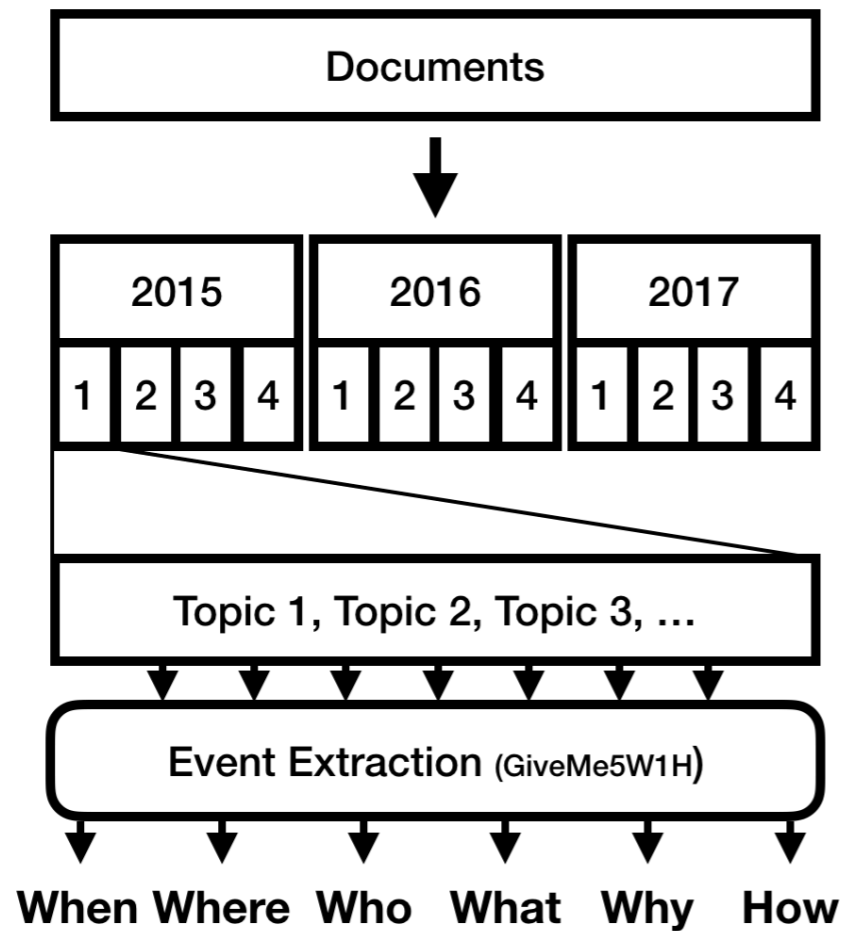 Documents
2015 2016 2017
1 2 3 4 1 2 3 4 1 2 3 4
Topic 1, Topic 2, Topic 3, ...
Event Extraction (GiveMe5W1H)
When Where Who What Why How